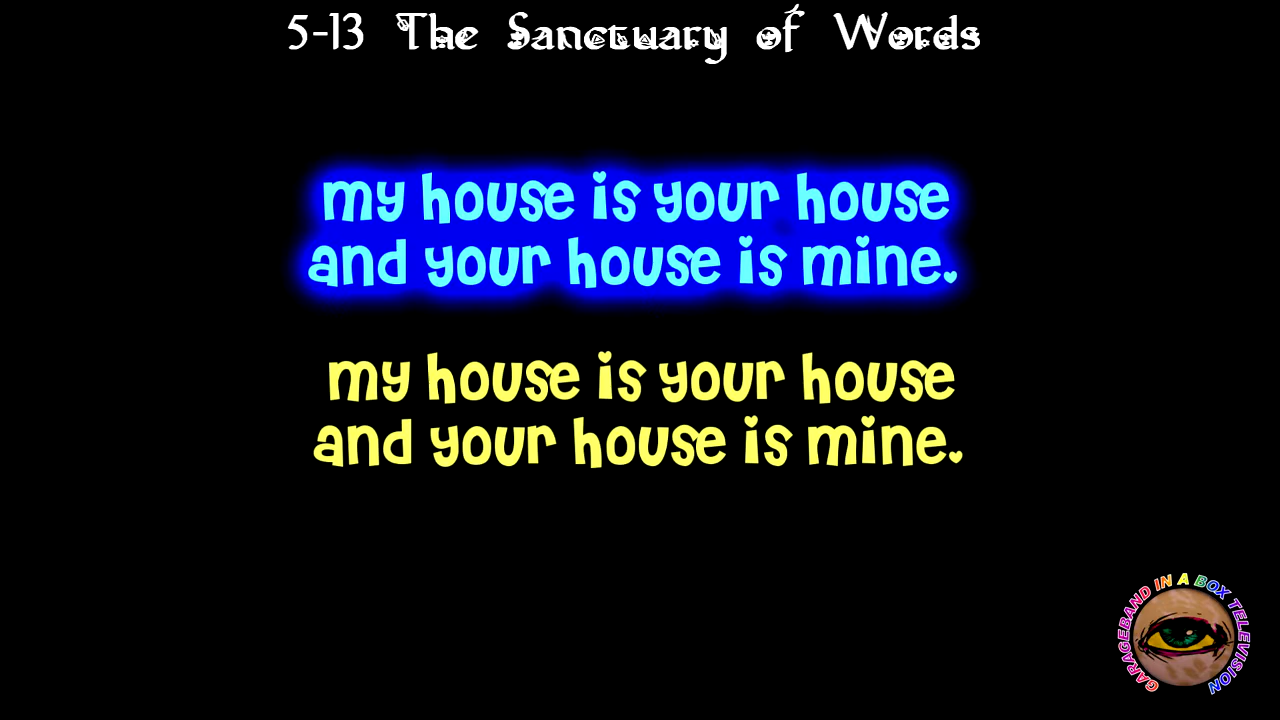 5-13 The Sanctuary of Words
my house is your house
and your house is mine.
my house is your house
and your house is mine.
GARAGEBAND IN A BOX TELEVISION